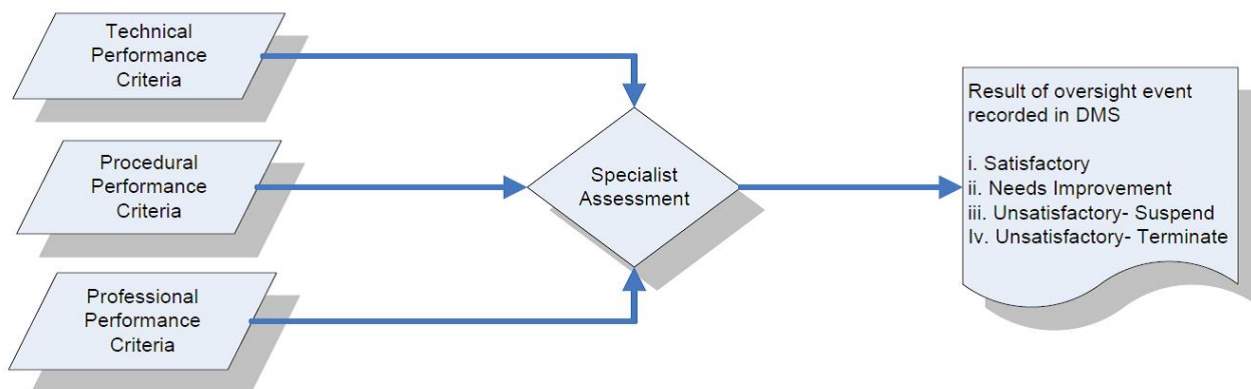 Technical
Performance
Criteria
Procedural
Performance
Criteria
Professional
Performance
Criteria
Specialist
Assessment
Result of oversight event
recorded in DMS
i. Satisfactory
ii. Needs Improvement
iii. Unsatisfactory- Suspend
Iv. Unsatisfactory- Terminate